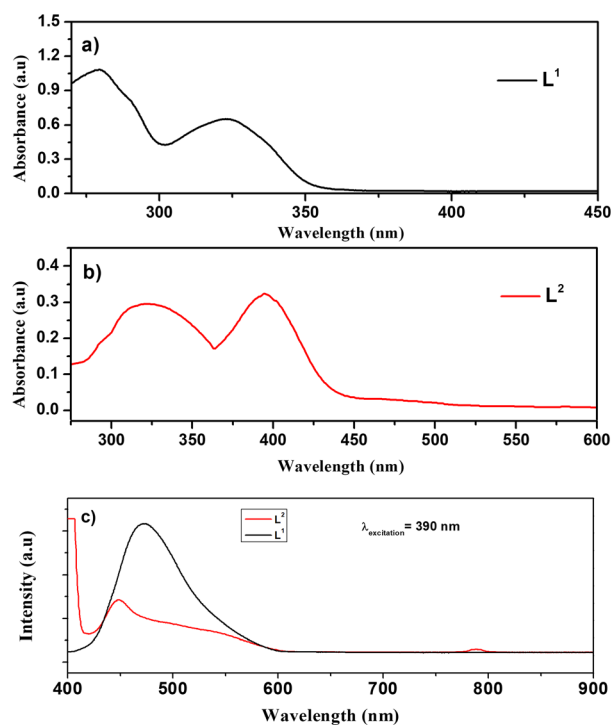 a)
L¹
Absorbance (a.u)
1.5
1.2
0.9
0.6
0.3
0.0
300 350 400 450
Wavelength (nm)
b)
L²
Absorbance (a.u)
0.4
0.3
0.2
0.1
0.0
300 350 400 450 500 550 600
Wavelength (nm)
c)
L²
L¹
λexcitation= 390 nm
Intensity (a.u)
400 500 600 700 800 900
Wavelength (nm)